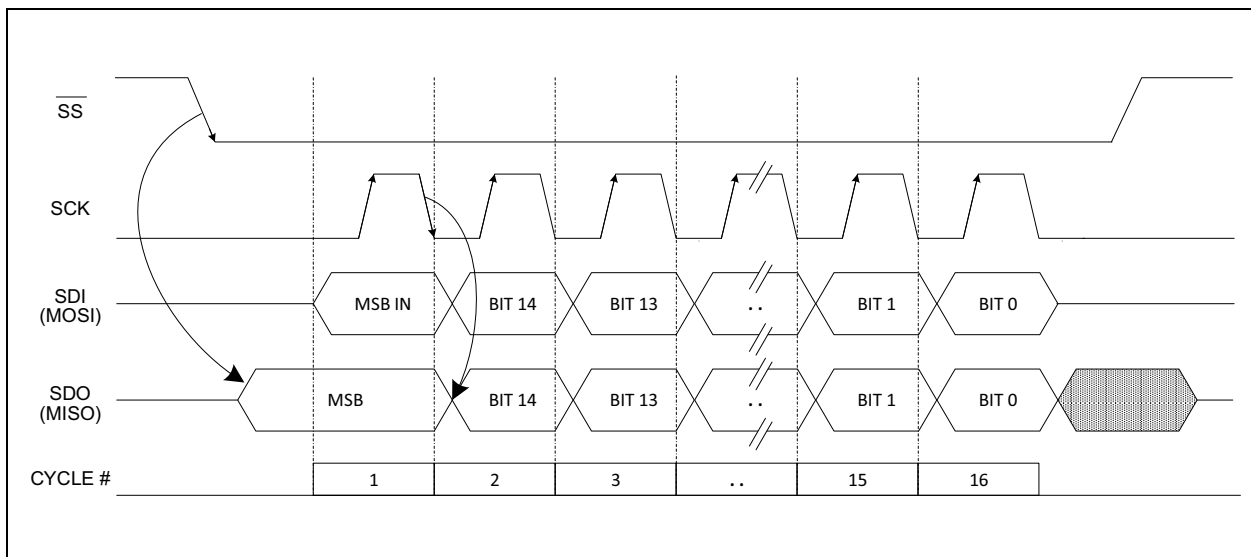 SS
SCK
SDI
(MOSI)
MSB IN BIT 14 BIT 13 .. BIT 1 BIT 0
SDO
(MISO)
MSB BIT 14 BIT 13 .. BIT 1 BIT 0
CYCLE # 1 2 3 .. 15 16